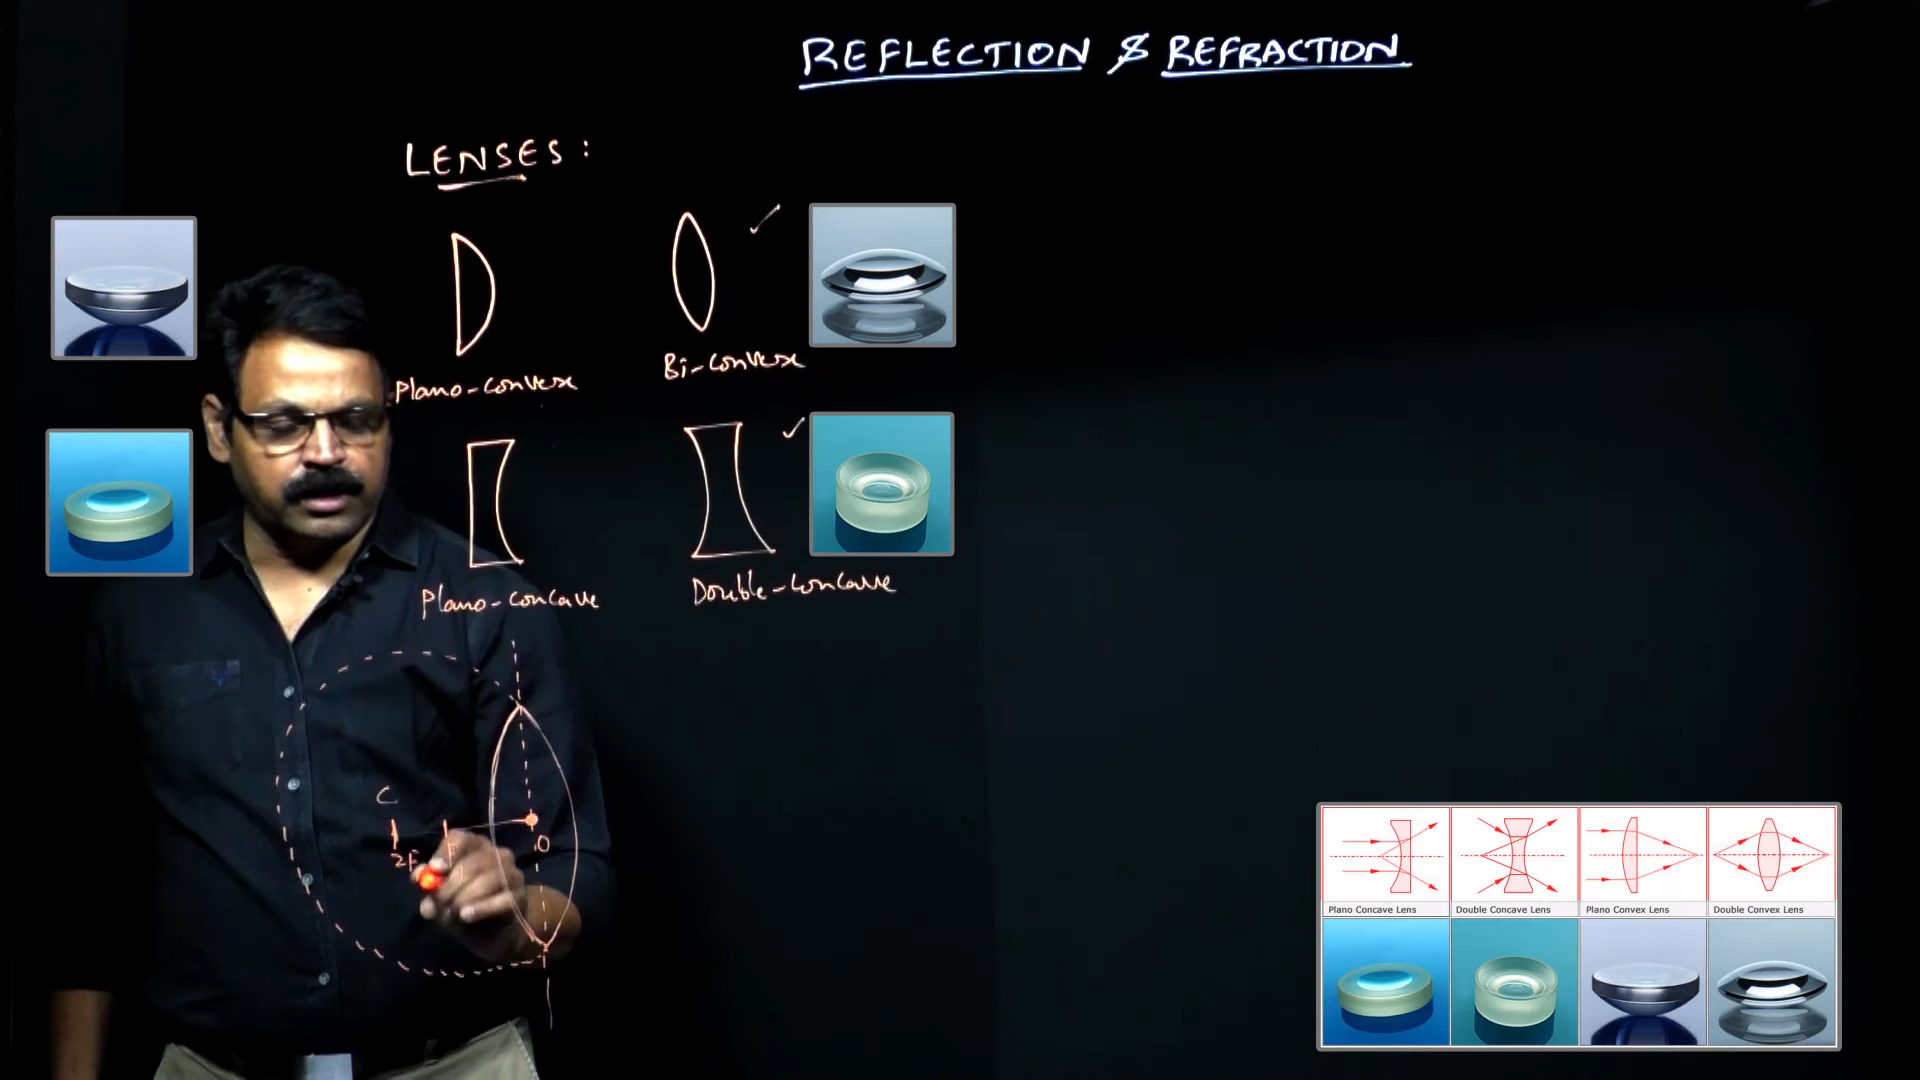 REFLECTION & REFRACTION
LENSES:
Plano-Convex
Bi-Convex
Plano-Concave
Double-Concave
C
2F
O
Plano Concave Lens
Double Concave Lens
Plano Convex Lens
Double Convex Lens